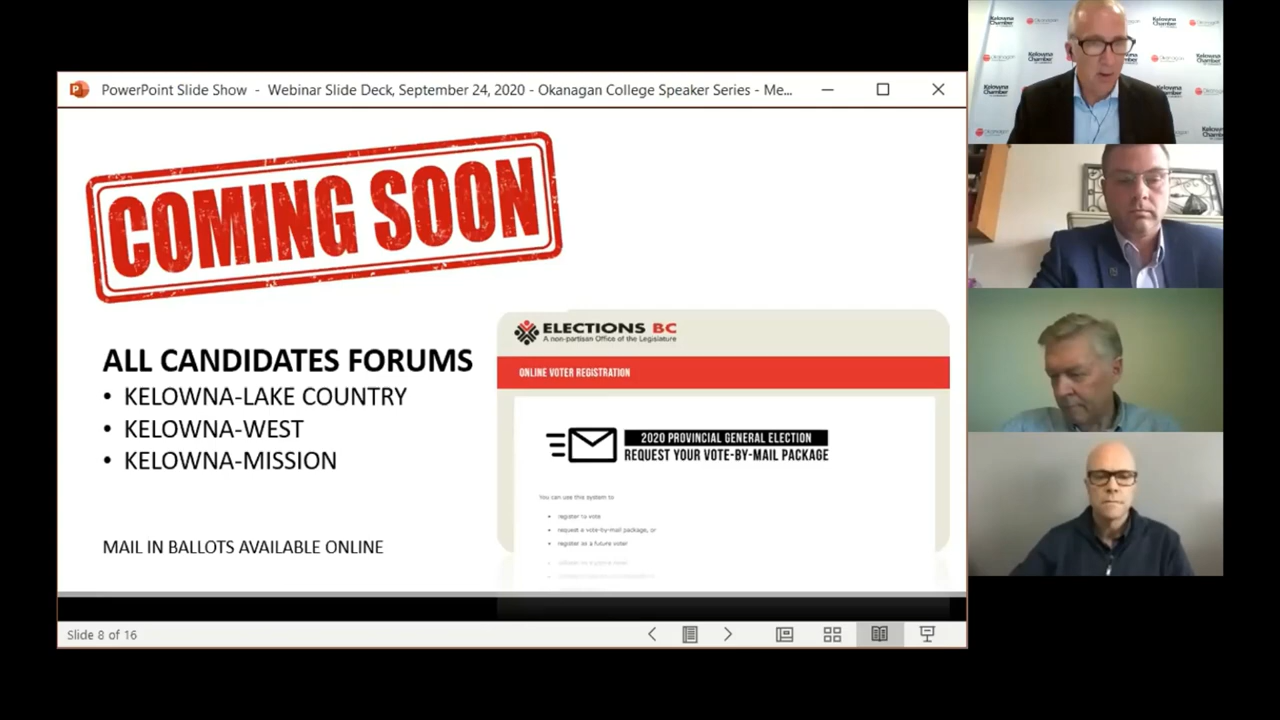 PowerPoint Slide Show - Webinar Slide Deck, September 24, 2020 - Okanagan College Speaker Series - Me...
COMING SOON
ALL CANDIDATES FORUMS
• KELOWNA-LAKE COUNTRY
• KELOWNA-WEST
• KELOWNA-MISSION
MAIL IN BALLOTS AVAILABLE ONLINE
ELECTIONS BC
A non-partisan Office of the Legislature
ONLINE VOTER REGISTRATION
2020 PROVINCIAL GENERAL ELECTION
REQUEST YOUR VOTE-BY-MAIL PACKAGE
You can use this system to
• register to vote
• request a vote-by-mail package, or
• register as a future voter
Slide 8 of 16
Kelowna
Chamber